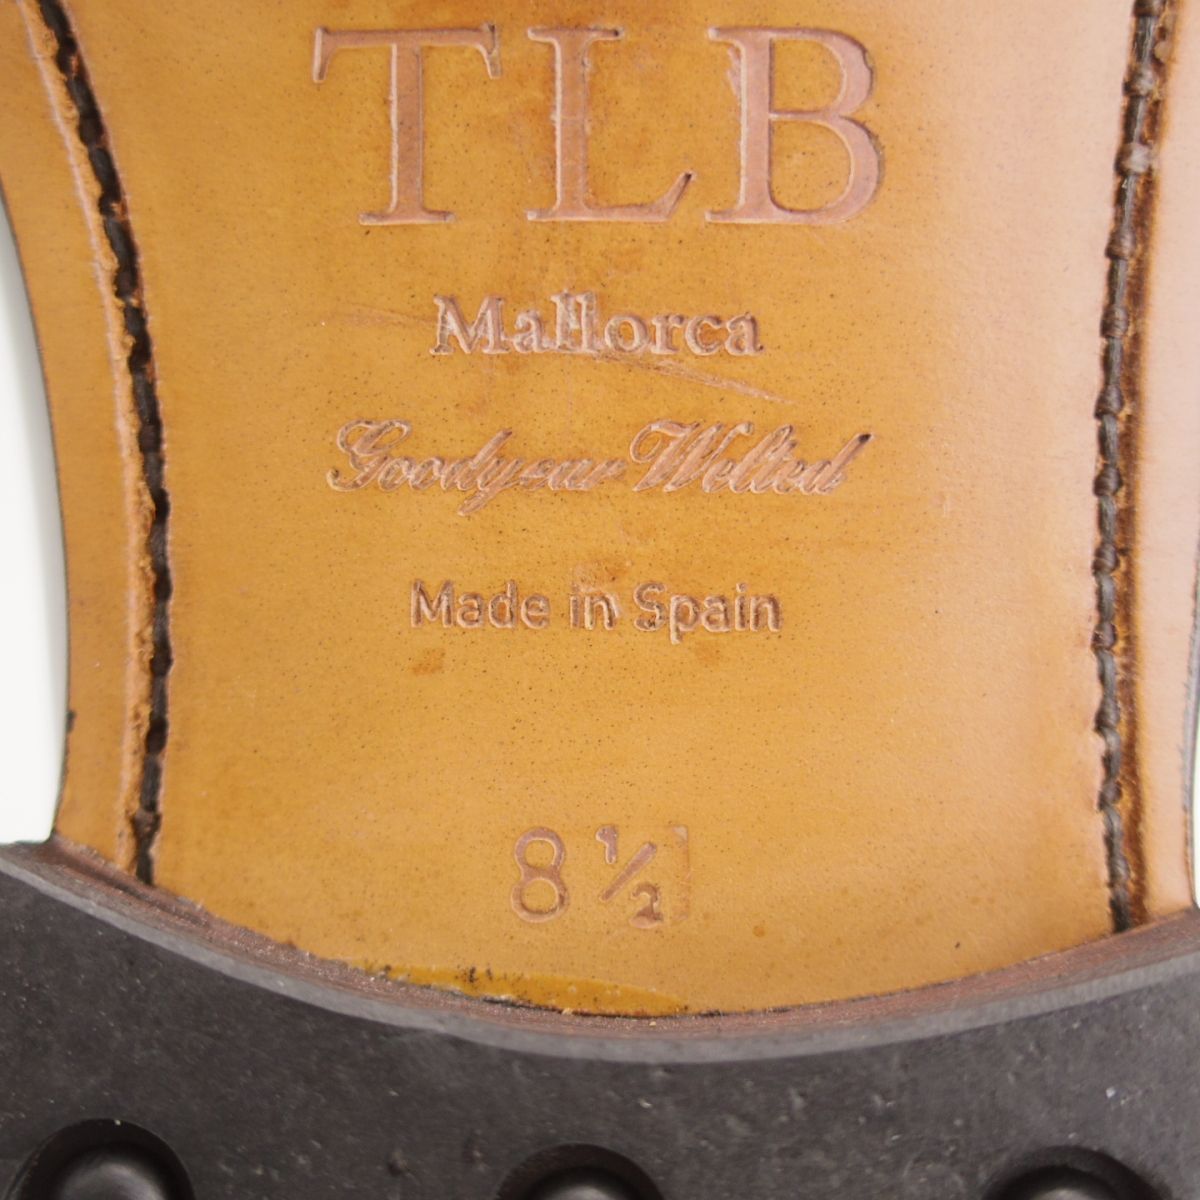 TLB
Mallorca
Goodyear Welted
Made in Spain
8 ½